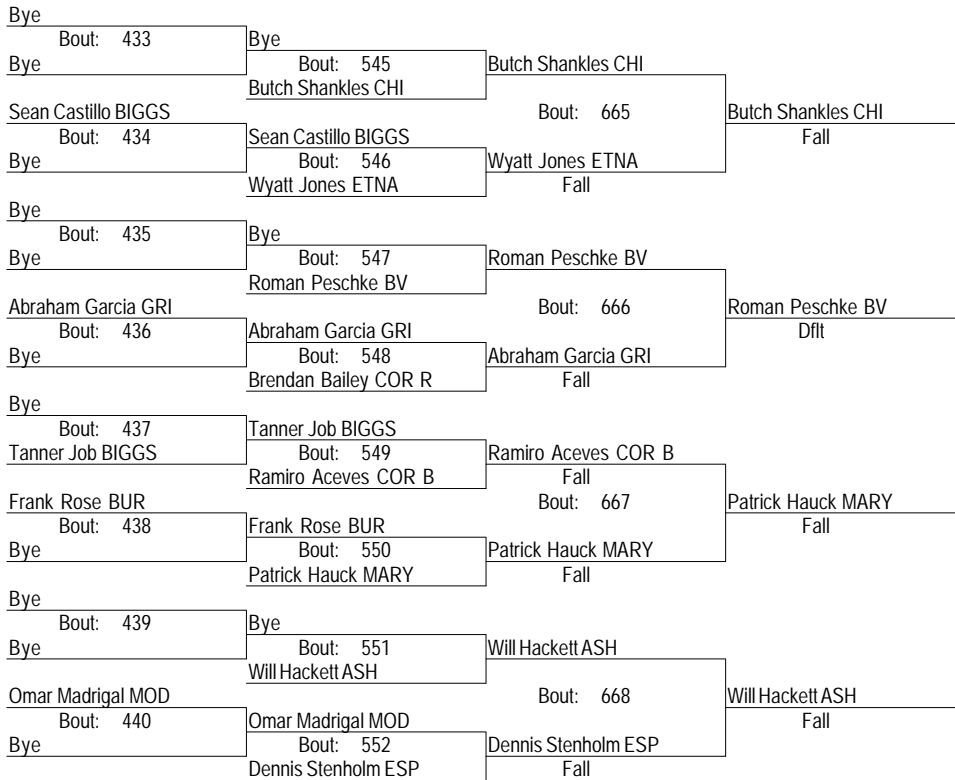 Bye
Bout: 433 Bye
Bye Bout: 545 Butch Shankles CHI
Butch Shankles CHI
Sean Castillo BIGGS Bout: 665 Butch Shankles CHI
Bout: 434 Sean Castillo BIGGS Fall
Bye Bout: 546 Wyatt Jones ETNA
Wyatt Jones ETNA Fall
Bye
Bout: 435 Bye
Bye Bout: 547 Roman Peschke BV
Roman Peschke BV
Abraham Garcia GRI Bout: 666 Roman Peschke BV
Bout: 436 Abraham Garcia GRI Dflt
Bye Bout: 548 Abraham Garcia GRI
Brendan Bailey COR R Fall
Bye
Bout: 437 Tanner Job BIGGS
Tanner Job BIGGS Bout: 549 Ramiro Aceves COR B
Ramiro Aceves COR B Fall
Frank Rose BUR Bout: 667 Patrick Hauck MARY
Bout: 438 Frank Rose BUR Fall
Bye Bout: 550 Patrick Hauck MARY
Patrick Hauck MARY Fall
Bye
Bout: 439 Bye
Bye Bout: 551 Will Hackett ASH
Will Hackett ASH
Omar Madrigal MOD Bout: 668 Will Hackett ASH
Bout: 440 Omar Madrigal MOD Fall
Bye Bout: 552 Dennis Stenholm ESP
Dennis Stenholm ESP Fall